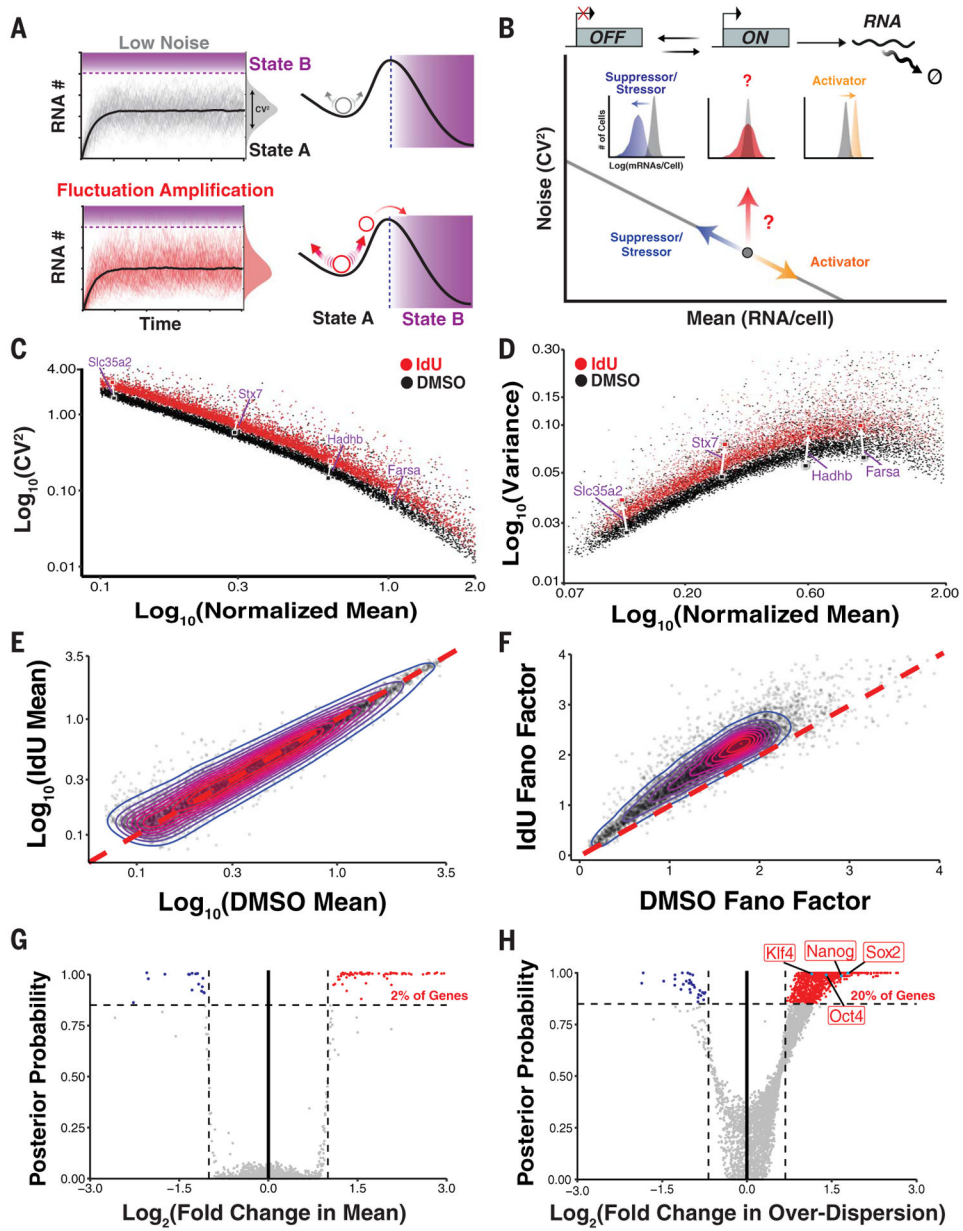 A
Low Noise
State B
RNA #
CV²
State A
Fluctuation Amplification
RNA #
Time
State A
State B
B
OFF
ON
RNA
Ø
Suppressor/
Stressor
?
Activator
# of Cells
Log(mRNAs/Cell)
Noise (CV²)
?
Suppressor/
Stressor
Activator
Mean (RNA/cell)
C
4.00
1.00
0.10
0.01
Log₁₀(CV²)
Slc35a2
Stx7
Hadhb
Farsa
IdU
DMSO
0.1
0.3
1.0
2.0
Log₁₀(Normalized Mean)
D
0.30
0.10
0.05
0.03
0.01
Log₁₀(Variance)
IdU
DMSO
Stx7
Slc35a2
Hadhb
Farsa
0.07
0.20
0.60
2.00
Log₁₀(Normalized Mean)
E
3.5
1.0
0.3
0.1
Log₁₀(IdU Mean)
0.1
0.3
1.0
3.5
Log₁₀(DMSO Mean)
F
4
3
2
1
0
IdU Fano Factor
0
1
2
3
4
DMSO Fano Factor
G
1.00
0.75
0.50
0.25
0.00
Posterior Probability
2% of Genes
−3.0
−1.5
0.0
1.5
3.0
Log₂(Fold Change in Mean)
H
Klf4
Nanog
Sox2
1.00
0.75
0.50
0.25
0.00
Posterior Probability
20% of Genes
Oct4
−3.0
−1.5
0.0
1.5
3.0
Log₂(Fold Change in Over-Dispersion)